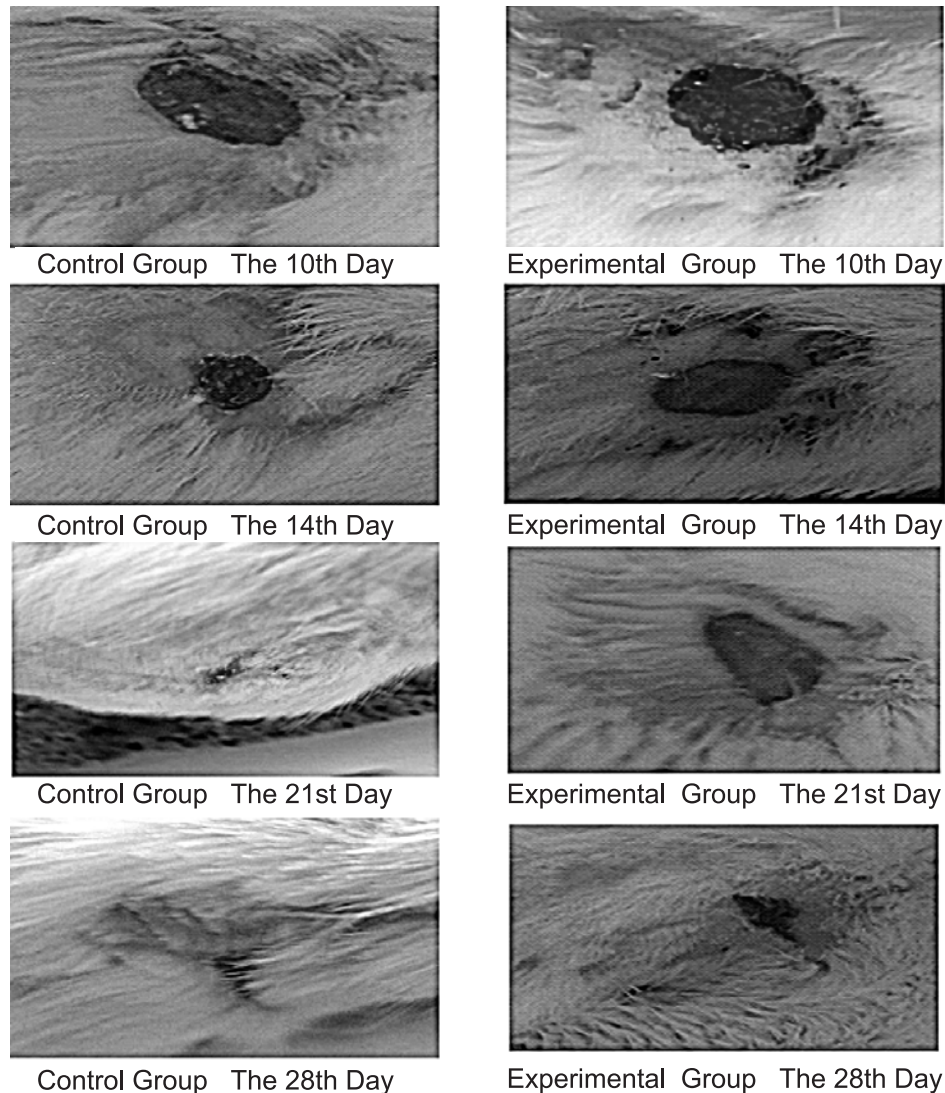 Control Group The 10th Day
Experimental Group The 10th Day
Control Group The 14th Day
Experimental Group The 14th Day
Control Group The 21st Day
Experimental Group The 21st Day
Control Group The 28th Day
Experimental Group The 28th Day